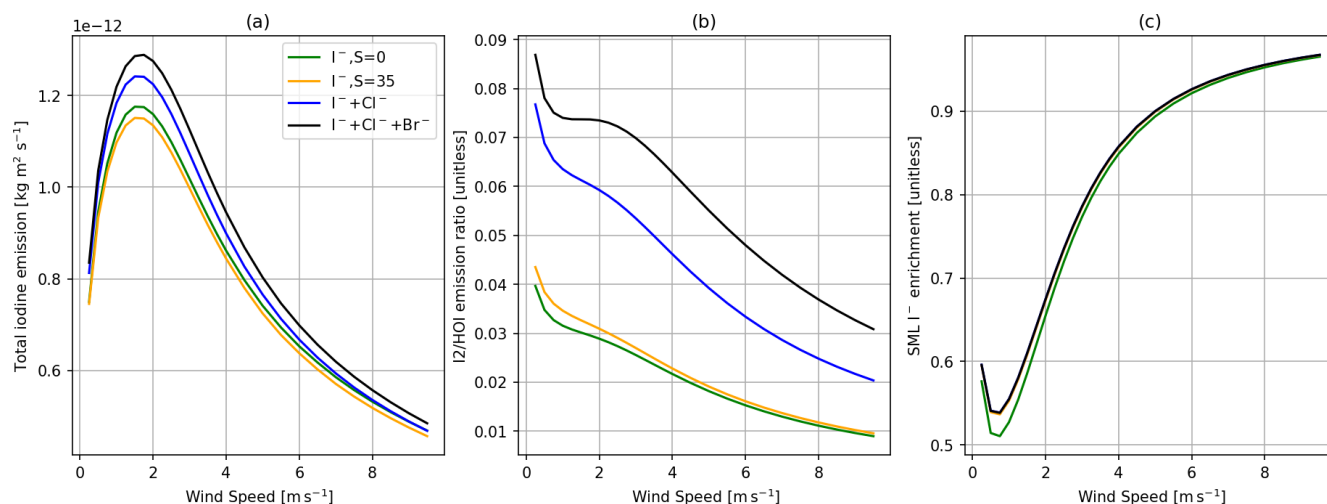 (a)
1e−12
Total iodine emission [kg m² s⁻¹]
1.2
1.0
0.8
0.6
I⁻,S=0
I⁻,S=35
I⁻+Cl⁻
I⁻+Cl⁻+Br⁻
0 2 4 6 8
Wind Speed [m s⁻¹]
(b)
I2/HOI emission ratio [unitless]
0.09
0.08
0.07
0.06
0.05
0.04
0.03
0.02
0.01
0 2 4 6 8
Wind Speed [m s⁻¹]
(c)
SML I⁻ enrichment [unitless]
0.9
0.8
0.7
0.6
0.5
0 2 4 6 8
Wind Speed [m s⁻¹]